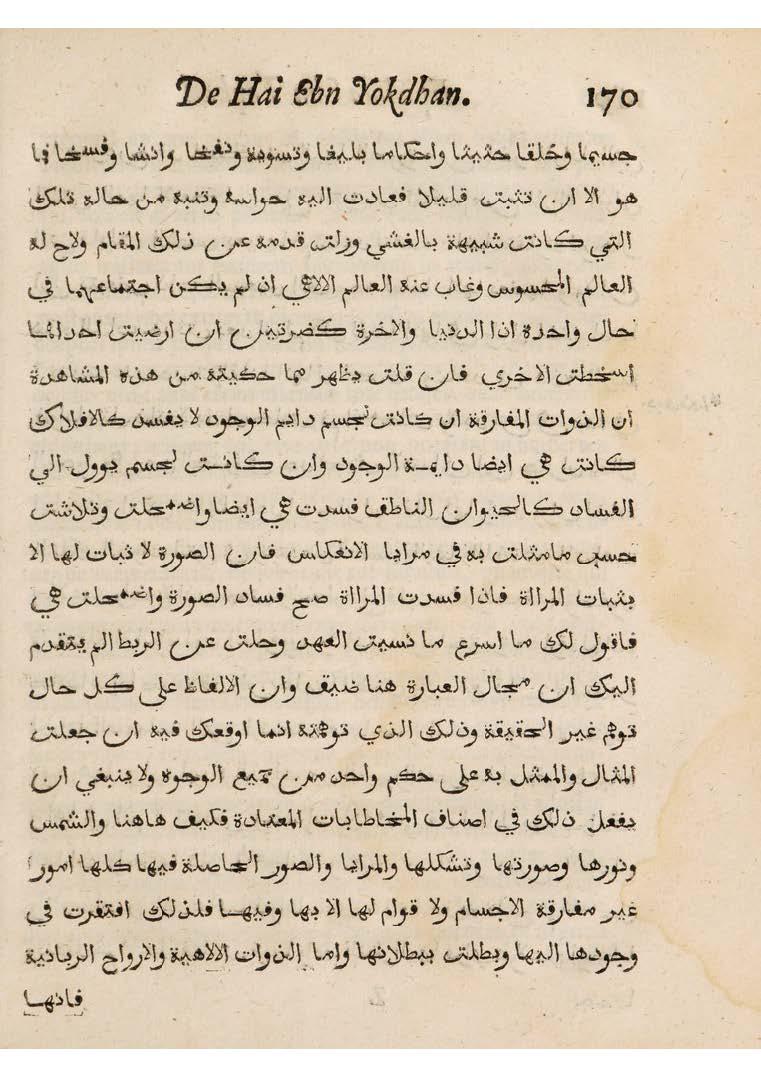 De Hai Ebn Yokdhan. 170
جسيما وخلقا حثيثا واحكاما بليغا وتسوية ونفخا وانشا وفسخا فما
هو الا ان تثبت قليلا فعادت اليه حواسه وتنبه من حاله تلك
التي كانت شبيهة بالغشي وزلت قدمه عن ذلك المقام ولاح له
العالم المحسوس وغاب عنه العالم الالاهي ان لم يكن اجتماعهما في
حال واحدة اذا الدنيا والاخرة كضرتين ان ارضيت احداهما
اسخطت الاخري فان قلت يظهر مما حكيته من هذه المشاهدة
ان الذوات المفارقة ان كانت لجسم دايم الوجود لا يفسد كالافلاك
كانت هي ايضا دايمة الوجود وان كانت لجسم يوول الي
الفساد كالحيوان الناطق فسدت هي ايضا واضمحلت وتلاشت
حسب مامثلت به في مرايا الانعكاس فان الصورة لا ثبات لها الا
بثبات المراة فاذا فسدت المراة صح فساد الصورة واضمحلت هي
فاقول لك ما اسرع ما نسيت العهد وحلت عن الربط الم يتقدم
اليك ان مجال العبارة هنا ضيق وان الالفاظ علي كل حال
توهم غير الحقيقة وذلك الذي توهمته انما اوقعك فيه ان جعلت
المثال والممثل به علي حكم واحد من جميع الوجوه ولا ينبغي ان
يفعل ذلك في اصناف المخاطابات المعتادة فكيف هاهنا والشمس
ونورها وصورتها وتشكلها والمرايا والصور الحاصلة فيها كلها امور
غير مفارقة الاجسام ولا قوام لها الا بها وفيها فلذلك افتقرت في
وجودها اليها وبطلت ببطلانها واما الذوات الالاهية والارواح الربانية
فانها